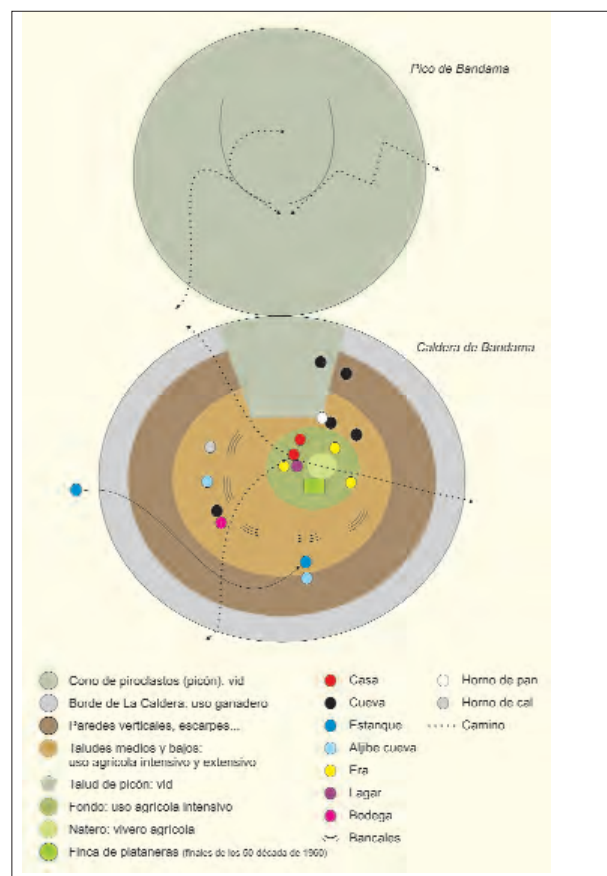 Pico de Bandama
Caldera de Bandama
Cono de piroclastos (picón): vid
Borde de La Caldera: uso ganadero
Paredes verticales, escarpes...
Taludes medios y bajos:
uso agrícola intensivo y extensivo
Talud de picón: vid
Fondo: uso agrícola intensivo
Natero: vivero agrícola
Finca de plataneras (finales de los 50 década de 1960)
Casa
Cueva
Estanque
Aljibe cueva
Era
Lagar
Bodega
Bancales
Horno de pan
Horno de cal
Camino